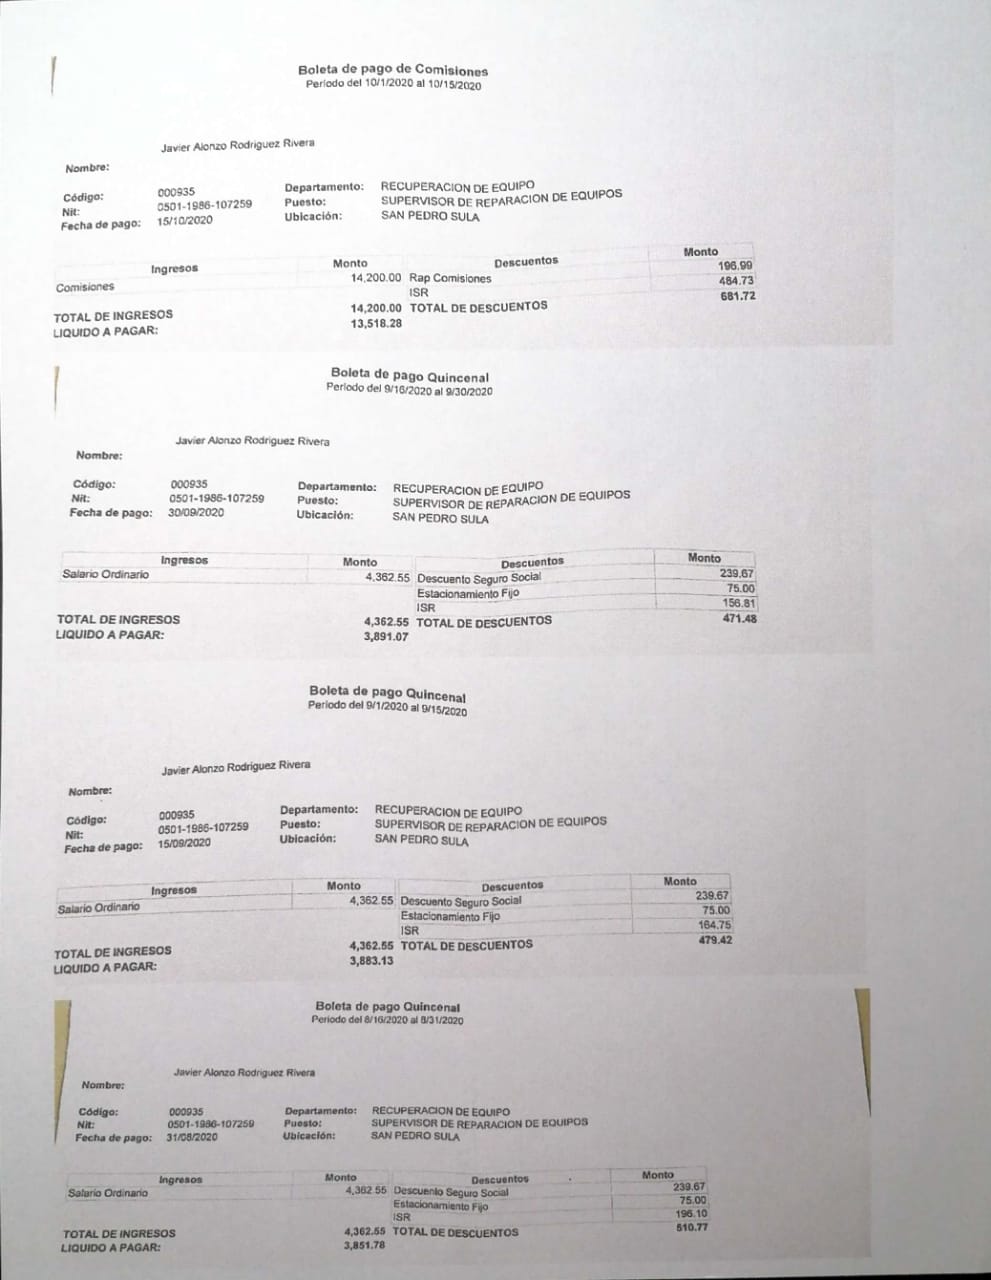 Boleta de pago de Comisiones
Periodo del 10/1/2020 al 10/15/2020
Javier Alonzo Rodriguez Rivera
Nombre:
Código: 000935 Departamento: RECUPERACION DE EQUIPO
Nit: 0501-1986-107259 Puesto: SUPERVISOR DE REPARACION DE EQUIPOS
Fecha de pago: 15/10/2020 Ubicación: SAN PEDRO SULA
Ingresos Monto Descuentos Monto
Comisiones 14,200.00 Rap Comisiones 196.99
ISR 484.73
TOTAL DE INGRESOS 14,200.00 TOTAL DE DESCUENTOS 681.72
LIQUIDO A PAGAR: 13,518.28
Boleta de pago Quincenal
Periodo del 9/16/2020 al 9/30/2020
Javier Alonzo Rodriguez Rivera
Nombre:
Código: 000935 Departamento: RECUPERACION DE EQUIPO
Nit: 0501-1986-107259 Puesto: SUPERVISOR DE REPARACION DE EQUIPOS
Fecha de pago: 30/09/2020 Ubicación: SAN PEDRO SULA
Ingresos Monto Descuentos Monto
Salario Ordinario 4,362.55 Descuento Seguro Social 239.67
Estacionamiento Fijo 75.00
ISR 156.81
TOTAL DE INGRESOS 4,362.55 TOTAL DE DESCUENTOS 471.48
LIQUIDO A PAGAR: 3,891.07
Boleta de pago Quincenal
Periodo del 9/1/2020 al 9/15/2020
Javier Alonzo Rodriguez Rivera
Nombre:
Código: 000935 Departamento: RECUPERACION DE EQUIPO
Nit: 0501-1986-107259 Puesto: SUPERVISOR DE REPARACION DE EQUIPOS
Fecha de pago: 15/09/2020 Ubicación: SAN PEDRO SULA
Ingresos Monto Descuentos Monto
Salario Ordinario 4,362.55 Descuento Seguro Social 239.67
Estacionamiento Fijo 75.00
ISR 164.75
TOTAL DE INGRESOS 4,362.55 TOTAL DE DESCUENTOS 479.42
LIQUIDO A PAGAR: 3,883.13
Boleta de pago Quincenal
Periodo del 8/16/2020 al 8/31/2020
Javier Alonzo Rodriguez Rivera
Nombre:
Código: 000935 Departamento: RECUPERACION DE EQUIPO
Nit: 0501-1986-107259 Puesto: SUPERVISOR DE REPARACION DE EQUIPOS
Fecha de pago: 31/08/2020 Ubicación: SAN PEDRO SULA
Ingresos Monto Descuentos Monto
Salario Ordinario 4,362.55 Descuento Seguro Social 239.67
Estacionamiento Fijo 75.00
ISR 196.10
TOTAL DE INGRESOS 4,362.55 TOTAL DE DESCUENTOS 510.77
LIQUIDO A PAGAR: 3,851.78